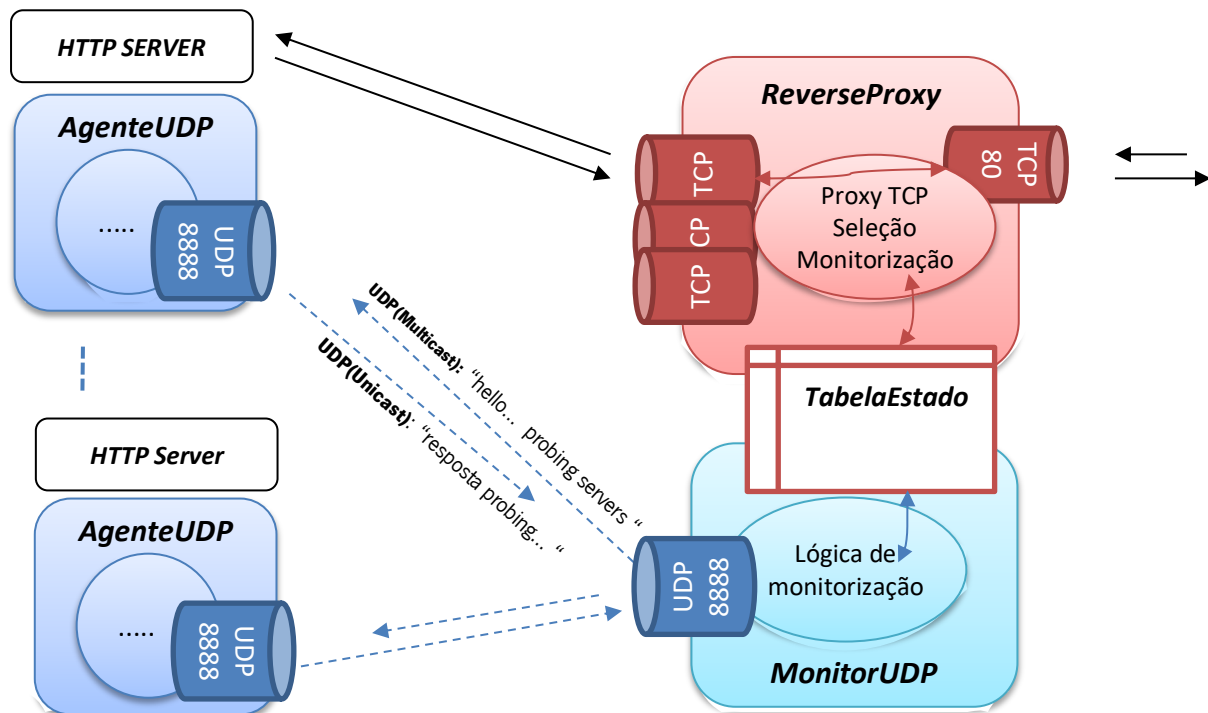 HTTP SERVER
AgenteUDP
.....
UDP
8888
HTTP Server
AgenteUDP
.....
UDP
8888
UDP(Multicast): “hello... probing servers “
UDP(Unicast): “resposta probing... “
ReverseProxy
TCP
CP
TCP
TCP
80
Proxy TCP
Seleção
Monitorização
TabelaEstado
UDP
8888
Lógica de
monitorização
MonitorUDP